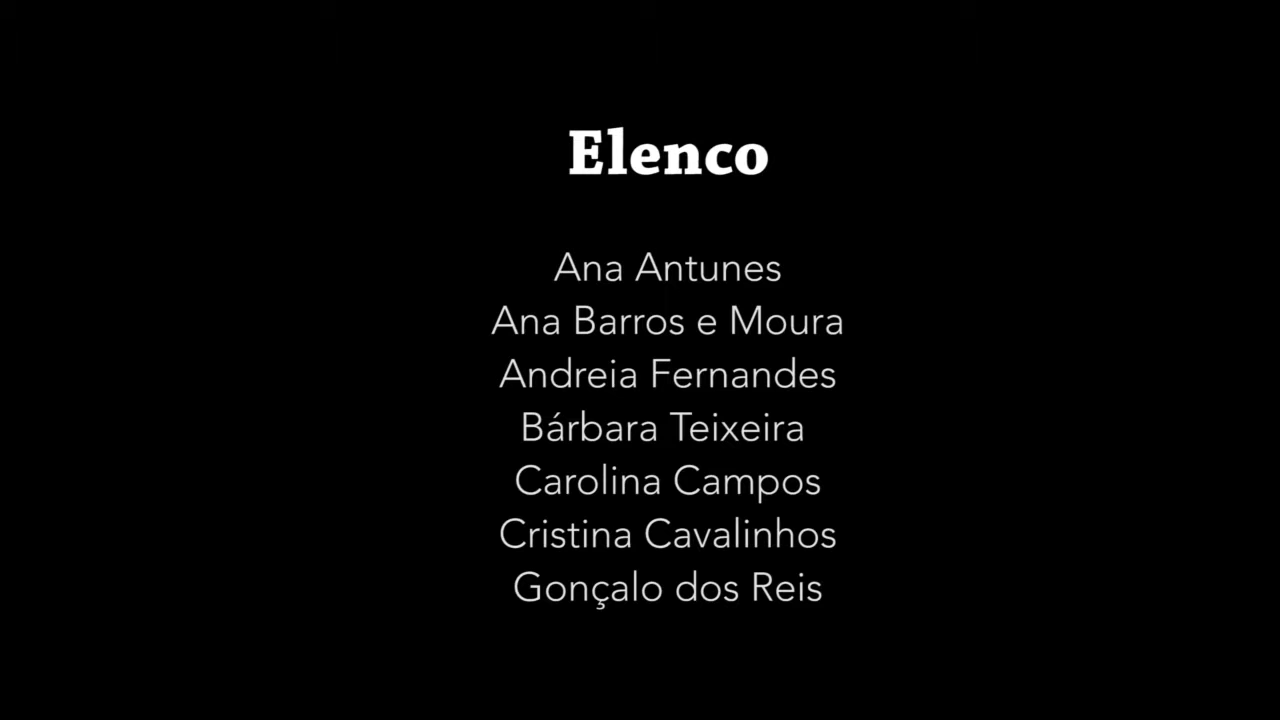 Elenco
Ana Antunes
Ana Barros e Moura
Andreia Fernandes
Bárbara Teixeira
Carolina Campos
Cristina Cavalinhos
Gonçalo dos Reis